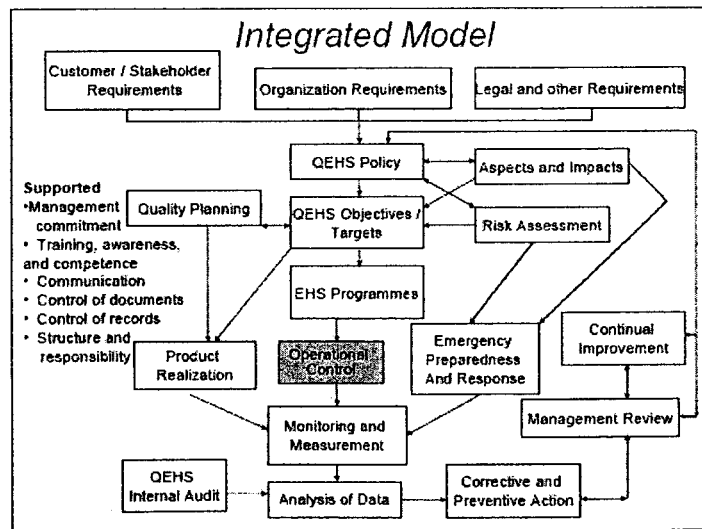 Integrated Model
Customer / Stakeholder
Requirements
Organization Requirements
Legal and other Requirements
QEHS Policy
Aspects and Impacts
Supported
•Management
commitment
• Training, awareness,
and competence
• Communication
• Control of documents
• Control of records
• Structure and
responsibility
Quality Planning
QEHS Objectives /
Targets
Risk Assessment
EHS Programmes
Product
Realization
Operational
Control
Emergency
Preparedness
And Response
Continual
Improvement
Monitoring and
Measurement
Management Review
QEHS
Internal Audit
Analysis of Data
Corrective and
Preventive Action